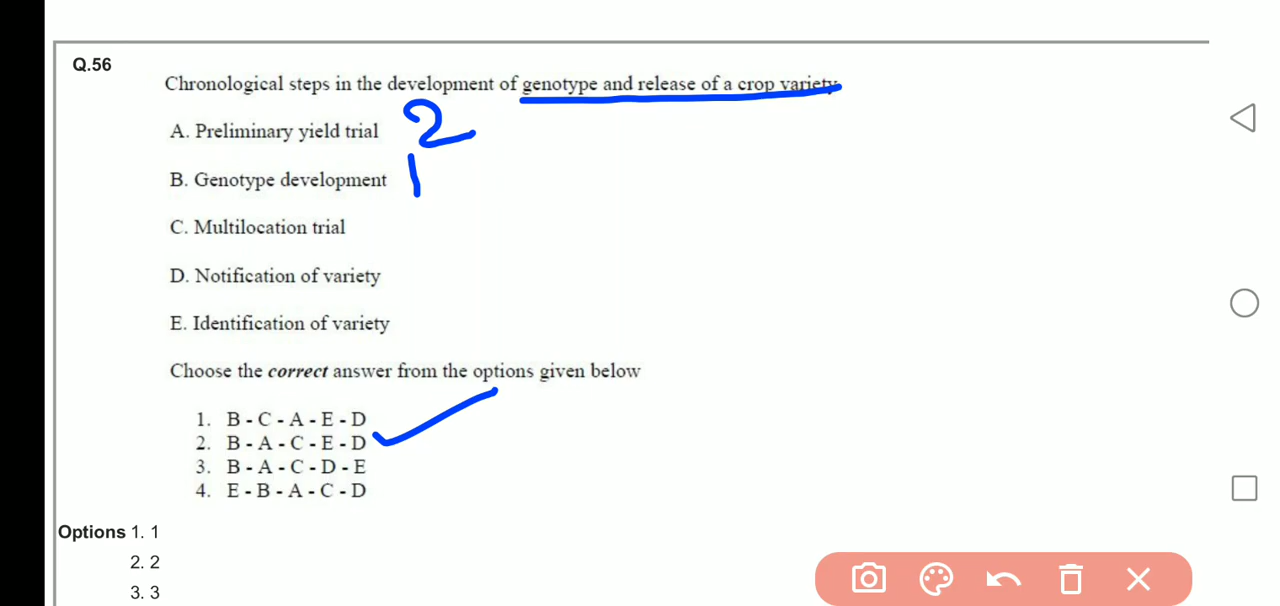 Q.56
Chronological steps in the development of genotype and release of a crop variety
A. Preliminary yield trial 2
B. Genotype development 1
C. Multilocation trial
D. Notification of variety
E. Identification of variety
Choose the correct answer from the options given below
1. B - C - A - E - D
2. B - A - C - E - D
3. B - A - C - D - E
4. E - B - A - C - D
Options 1. 1
2. 2
3. 3